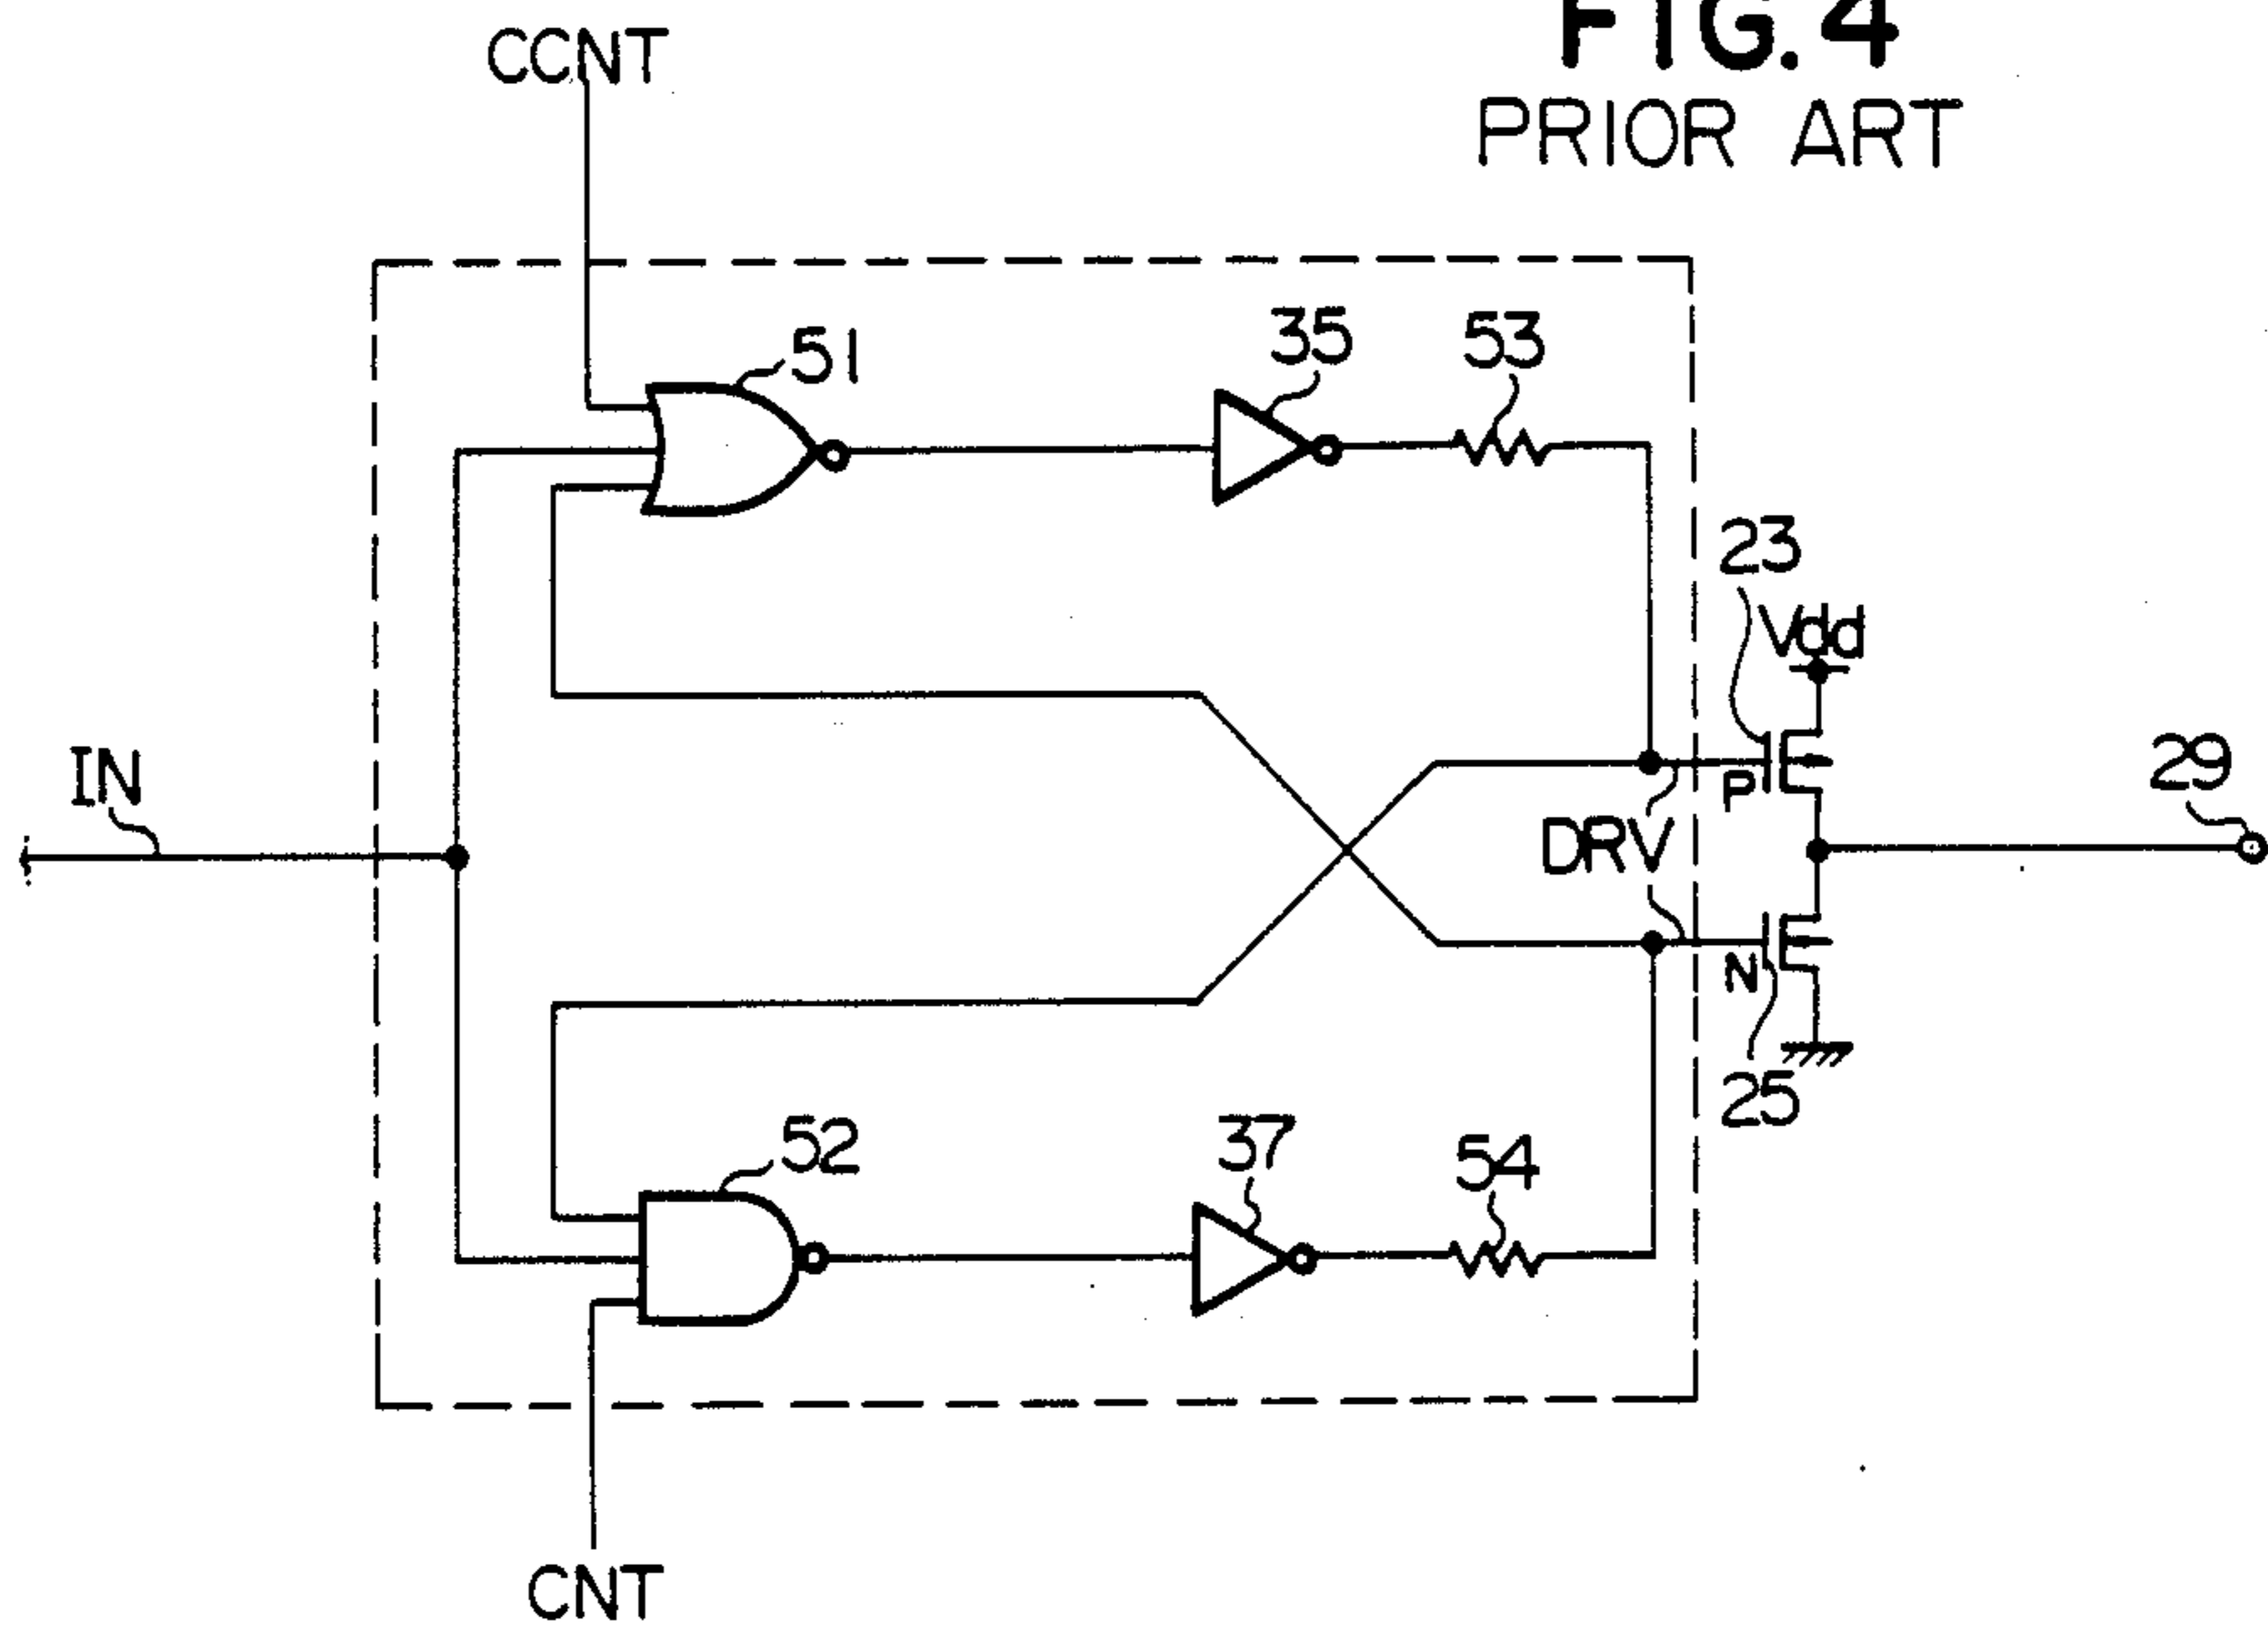 FIG.4
PRIOR ART
CCNT
51
35
53
23
Vdd
IN
P
29
DRV
N
25
52
37
54
CNT